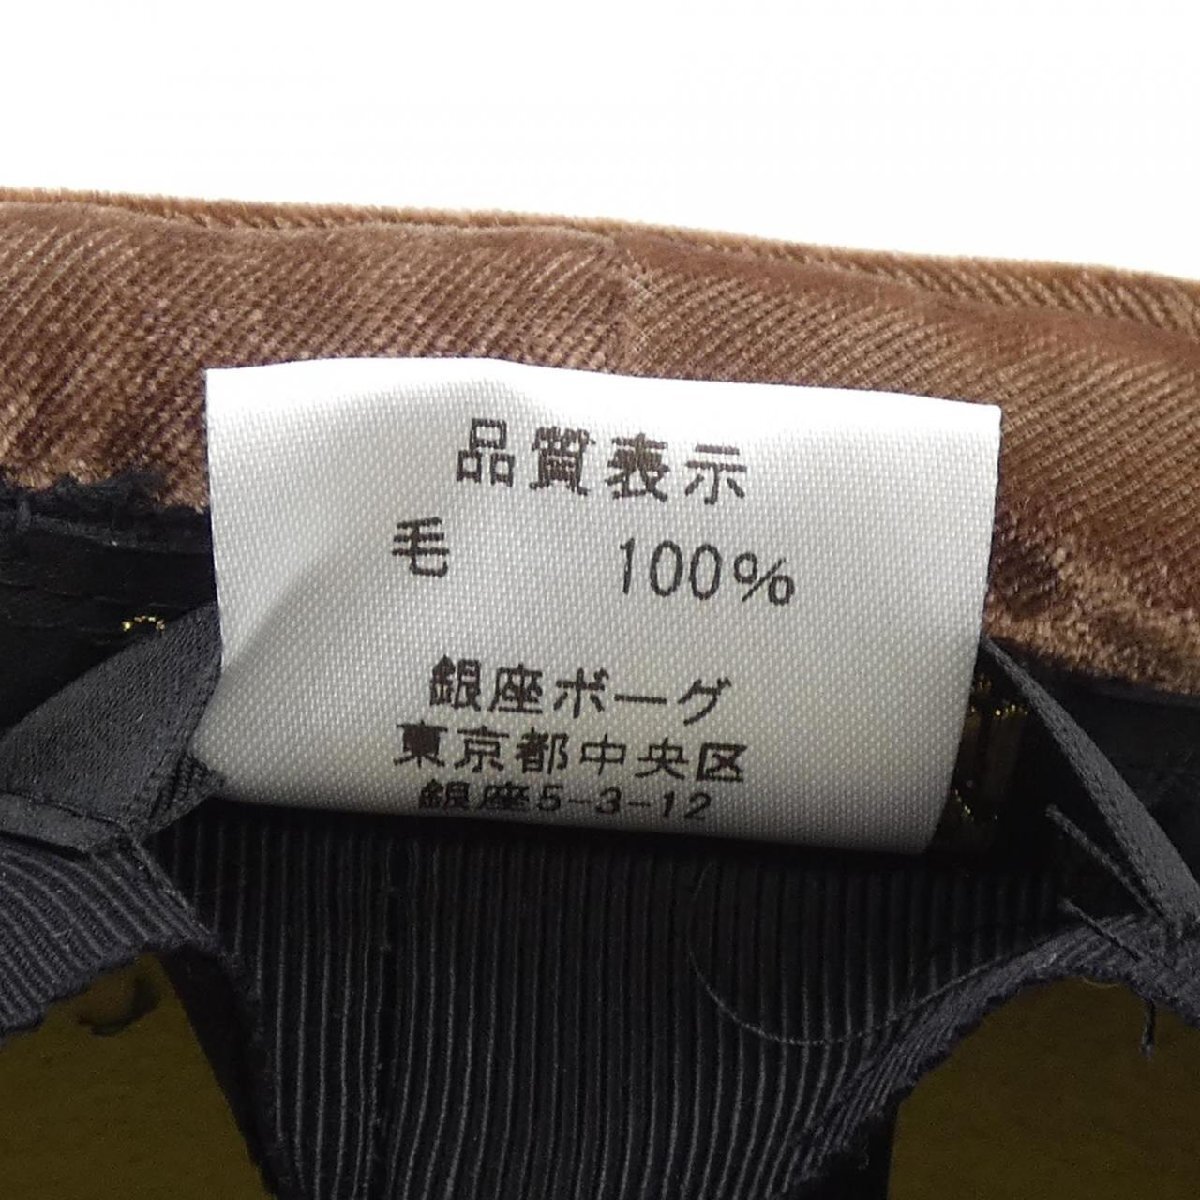 品質表示
毛 100%
銀座ボーグ
東京都中央区
銀座5-3-12